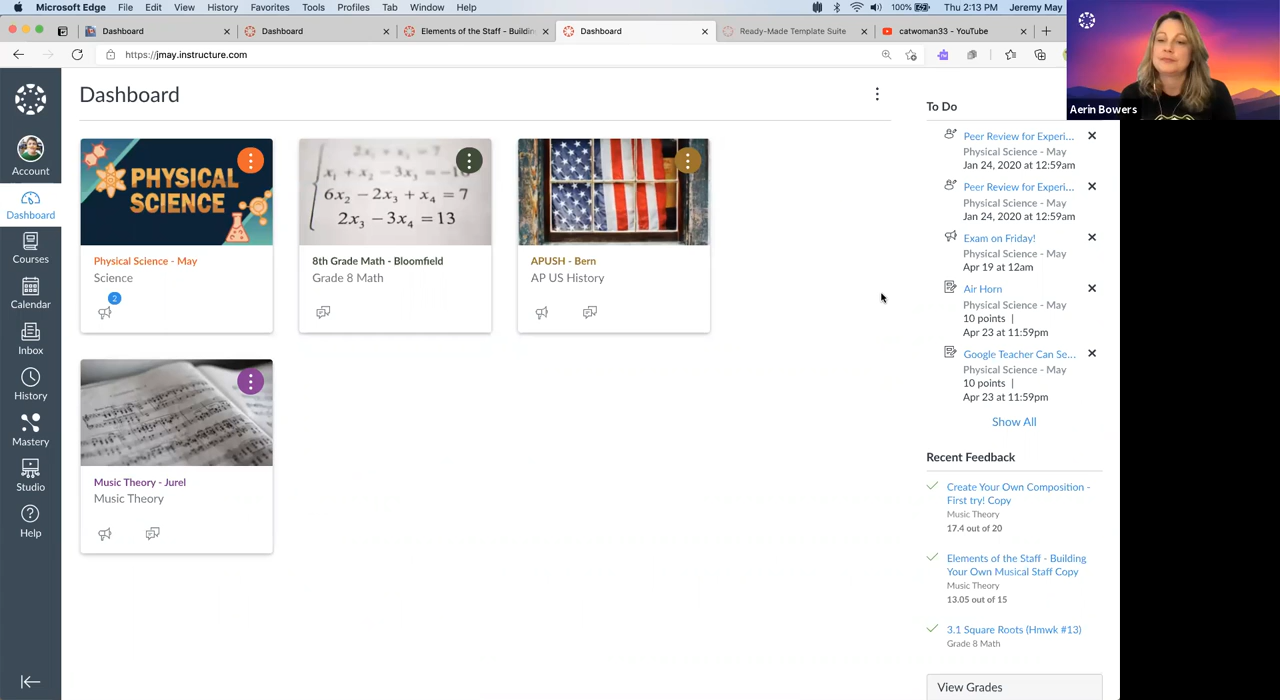 Microsoft Edge File Edit View History Favorites Tools Profiles Tab Window Help
100% Thu 2:13 PM Jeremy May
Dashboard
Dashboard
Elements of the Staff - Buildin
Dashboard
Ready-Made Template Suite
catwoman33 - YouTube
https://jmay.instructure.com
Aerin Bowers
Account
Dashboard
Courses
Calendar
Inbox
History
Mastery
Studio
Help
Dashboard
PHYSICAL
SCIENCE
Physical Science - May
Science
2
6x₂ − 2x₃ + x₄ = 7
2x₃ − 3x₄ = 13
8th Grade Math - Bloomfield
Grade 8 Math
APUSH - Bern
AP US History
Music Theory - Jurel
Music Theory
To Do
Peer Review for Experi...
Physical Science - May
Jan 24, 2020 at 12:59am
Peer Review for Experi...
Physical Science - May
Jan 24, 2020 at 12:59am
Exam on Friday!
Physical Science - May
Apr 19 at 12am
Air Horn
Physical Science - May
10 points |
Apr 23 at 11:59pm
Google Teacher Can Se...
Physical Science - May
10 points |
Apr 23 at 11:59pm
Show All
Recent Feedback
Create Your Own Composition -
First try! Copy
Music Theory
17.4 out of 20
Elements of the Staff - Building
Your Own Musical Staff Copy
Music Theory
13.05 out of 15
3.1 Square Roots (Hmwk #13)
Grade 8 Math
View Grades